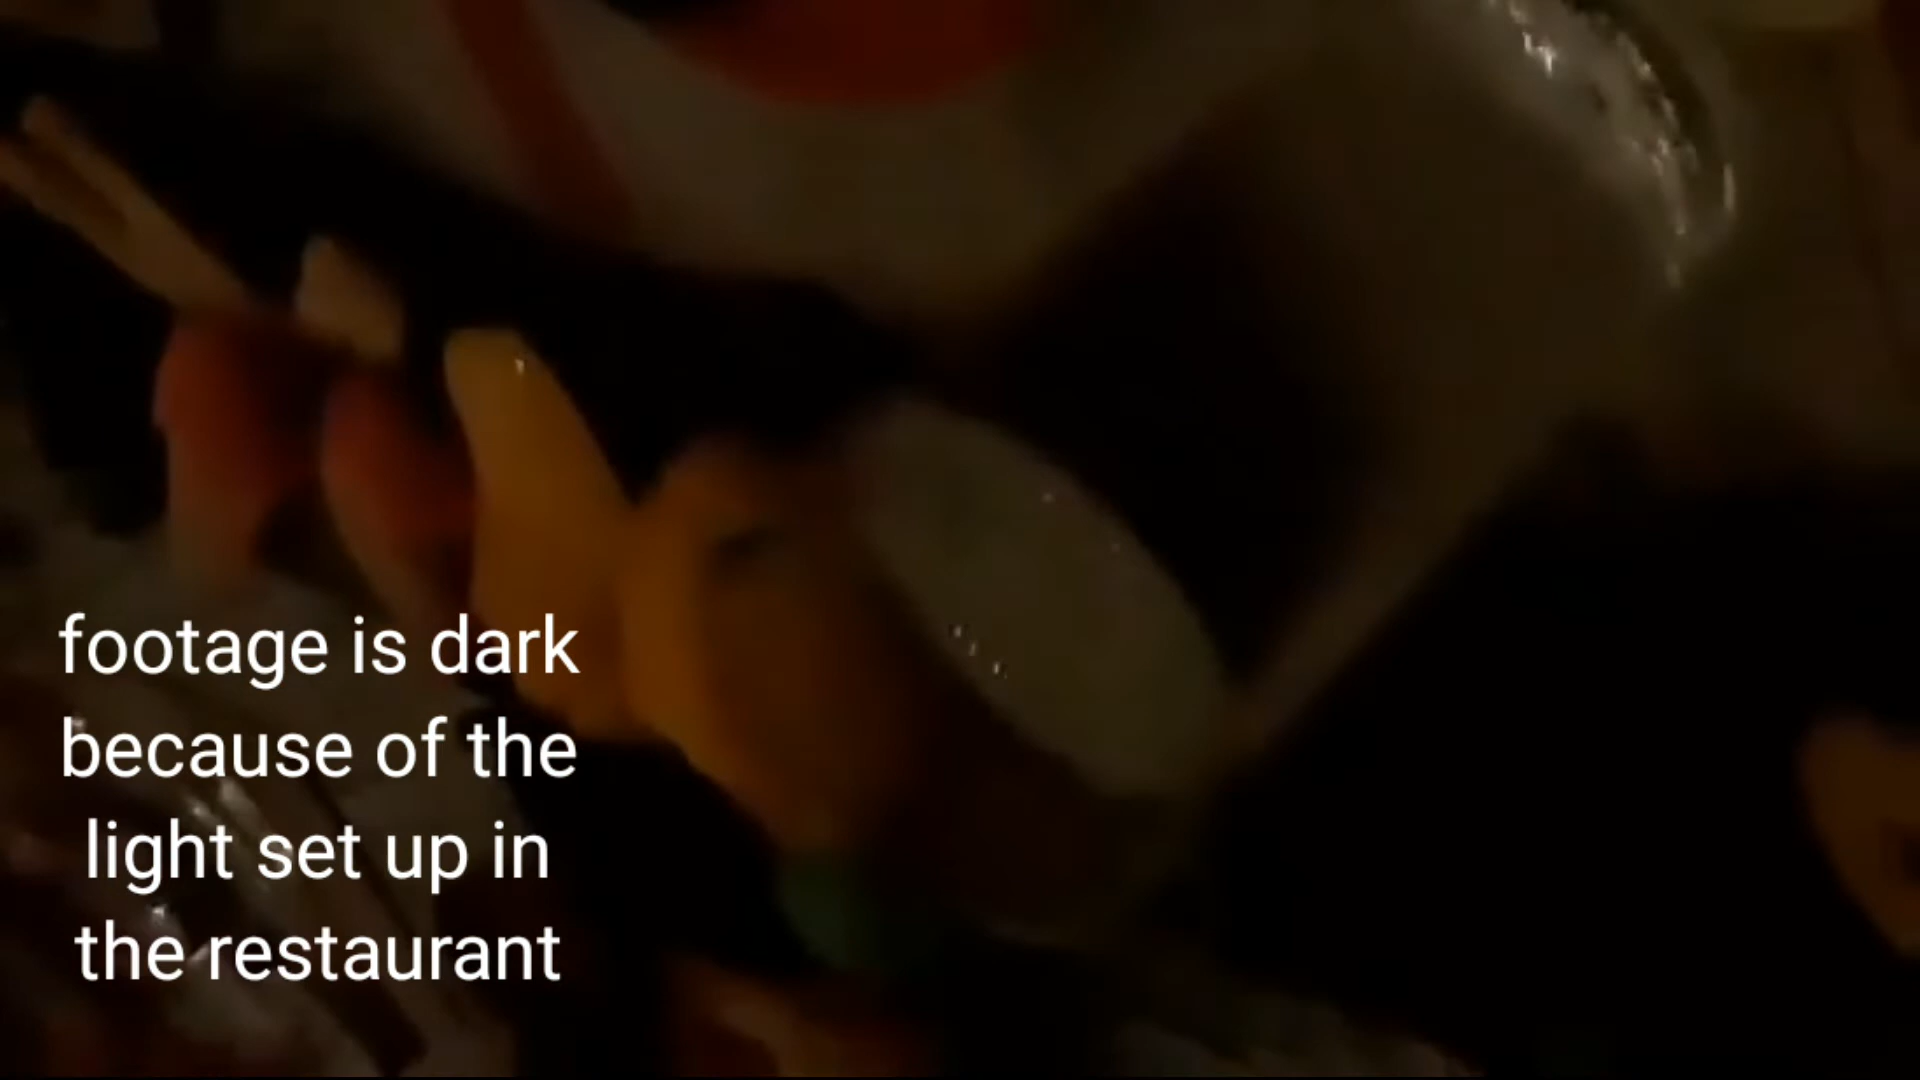 footage is dark
because of the
light set up in
the restaurant